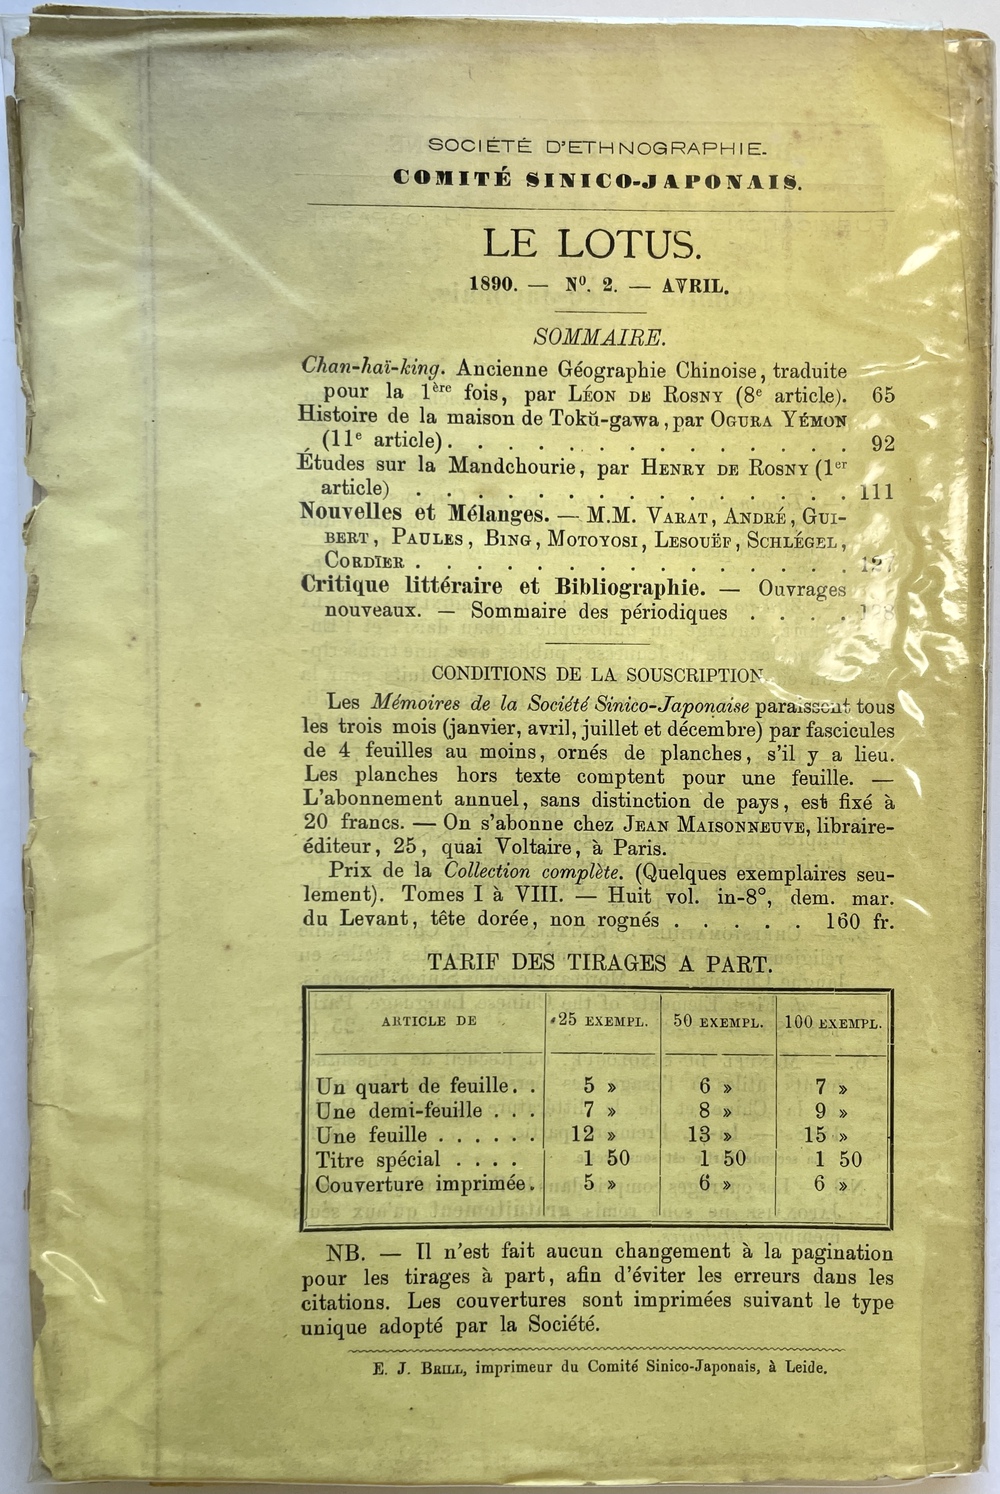 SOCIÉTÉ D'ETHNOGRAPHIE.
COMITÉ SINICO-JAPONAIS.
LE LOTUS.
1890. — Nº. 2. — AVRIL.
SOMMAIRE.
Chan-haï-king. Ancienne Géographie Chinoise, traduite
pour la 1ère fois, par LÉON DE ROSNY (8e article). 65
Histoire de la maison de Tokŭ-gawa, par OGURA YÉMON
(11e article) . . . . . . . . . . . . . . 92
Études sur la Mandchourie, par HENRY DE ROSNY (1er
article) . . . . . . . . . . . . . . . 111
Nouvelles et Mélanges. — M.M. VARAT, ANDRÉ, GUI-
BERT, PAULES, BING, MOTOYOSI, LESOUËF, SCHLÉGEL,
CORDÏER . . . . . . . . . . . . . . . 127
Critique littéraire et Bibliographie. — Ouvrages
nouveaux. — Sommaire des périodiques . . . .
CONDITIONS DE LA SOUSCRIPTION.
Les Mémoires de la Société Sinico-Japonaise paraissent tous
les trois mois (janvier, avril, juillet et décembre) par fascicules
de 4 feuilles au moins, ornés de planches, s'il y a lieu.
Les planches hors texte comptent pour une feuille. —
L'abonnement annuel, sans distinction de pays, est fixé à
20 francs. — On s'abonne chez JEAN MAISONNEUVE, libraire-
éditeur, 25, quai Voltaire, à Paris.
Prix de la Collection complète. (Quelques exemplaires seu-
lement). Tomes I à VIII. — Huit vol. in-8°, dem. mar.
du Levant, tête dorée, non rognés . . . . . 160 fr.
TARIF DES TIRAGES A PART.
ARTICLE DE 25 EXEMPL. 50 EXEMPL. 100 EXEMPL.
Un quart de feuille. . 5 » 6 » 7 »
Une demi-feuille . . . 7 » 8 » 9 »
Une feuille . . . . . . 12 » 13 » 15 »
Titre spécial . . . . 1 50 1 50 1 50
Couverture imprimée. 5 » 6 » 6 »
NB. — Il n'est fait aucun changement à la pagination
pour les tirages à part, afin d'éviter les erreurs dans les
citations. Les couvertures sont imprimées suivant le type
unique adopté par la Société.
E. J. BRILL, imprimeur du Comité Sinico-Japonais, à Leide.